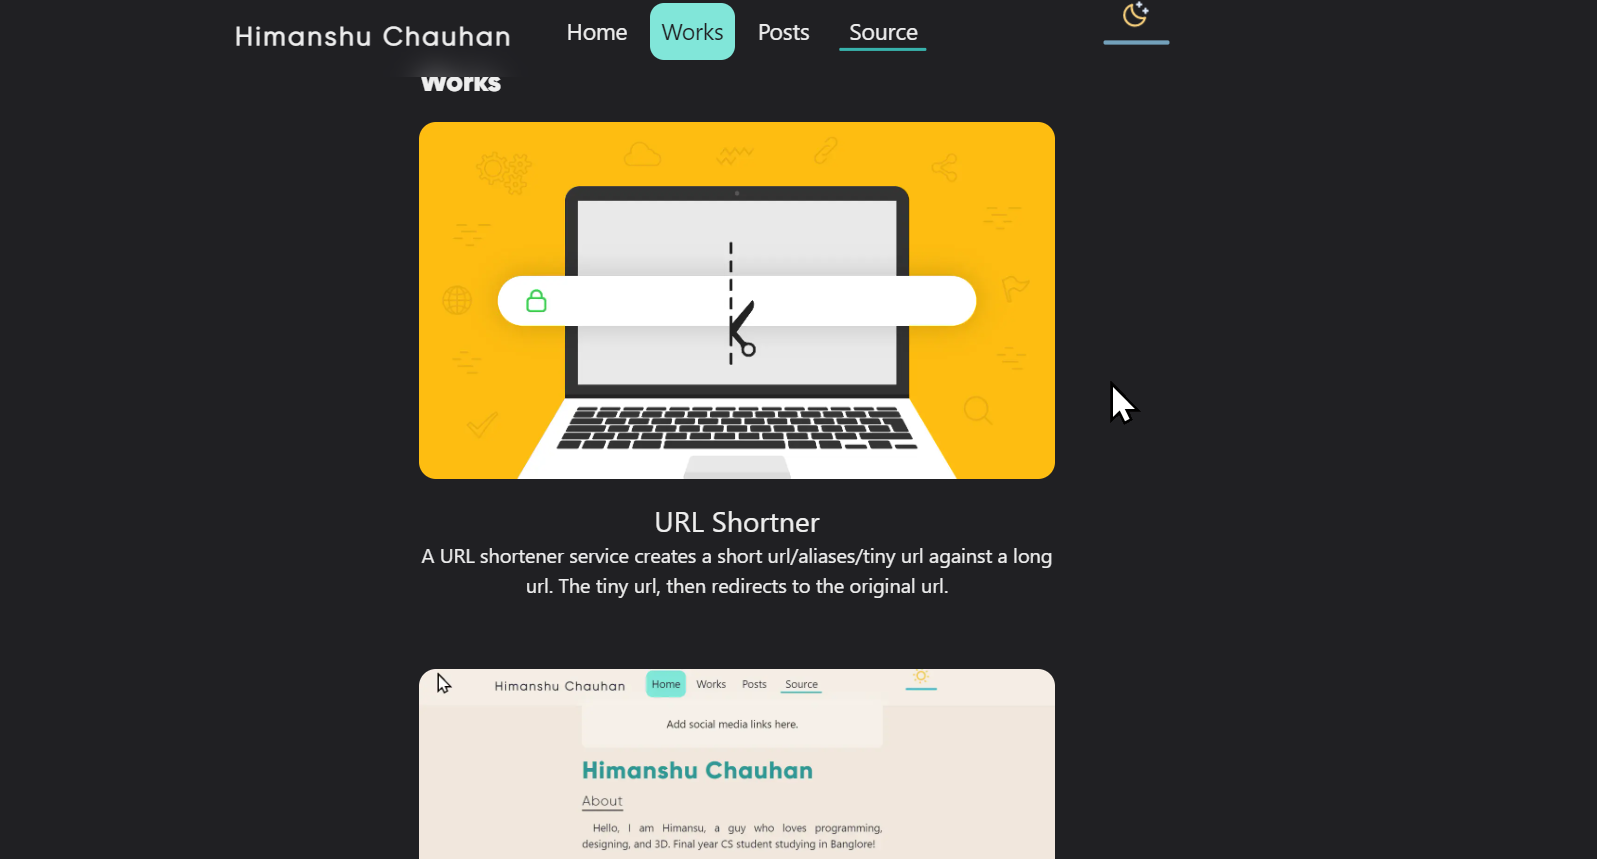 Himanshu Chauhan Home Works Posts Source
Works
URL Shortner
A URL shortener service creates a short url/aliases/tiny url against a long
url. The tiny url, then redirects to the original url.
Himanshu Chauhan Home Works Posts Source
Add social media links here.
Himanshu Chauhan
About
Hello, I am Himansu, a guy who loves programming,
designing, and 3D. Final year CS student studying in Banglore!